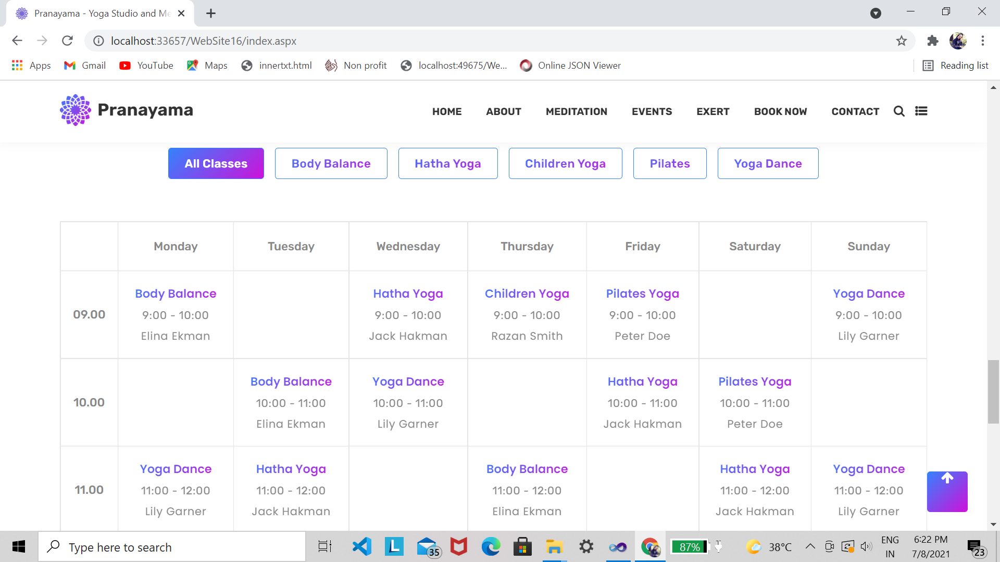 Pranayama - Yoga Studio and Me
localhost:33657/WebSite16/index.aspx
Apps Gmail YouTube Maps innertxt.html Non profit localhost:49675/We... Online JSON Viewer Reading list
Pranayama HOME ABOUT MEDITATION EVENTS EXERT BOOK NOW CONTACT
All Classes Body Balance Hatha Yoga Children Yoga Pilates Yoga Dance
Monday Tuesday Wednesday Thursday Friday Saturday Sunday
Body Balance Hatha Yoga Children Yoga Pilates Yoga Yoga Dance
09.00 9:00 - 10:00 9:00 - 10:00 9:00 - 10:00 9:00 - 10:00 9:00 - 10:00
Elina Ekman Jack Hakman Razan Smith Peter Doe Lily Garner
Body Balance Yoga Dance Hatha Yoga Pilates Yoga
10.00 10:00 - 11:00 10:00 - 11:00 10:00 - 11:00 10:00 - 11:00
Elina Ekman Lily Garner Jack Hakman Peter Doe
Yoga Dance Hatha Yoga Body Balance Hatha Yoga Yoga Dance
11.00 11:00 - 12:00 11:00 - 12:00 11:00 - 12:00 11:00 - 12:00 11:00 - 12:00
Lily Garner Jack Hakman Elina Ekman Jack Hakman Lily Garner
Type here to search L 35 87% 38°C ENG 6:22 PM
IN 7/8/2021 23